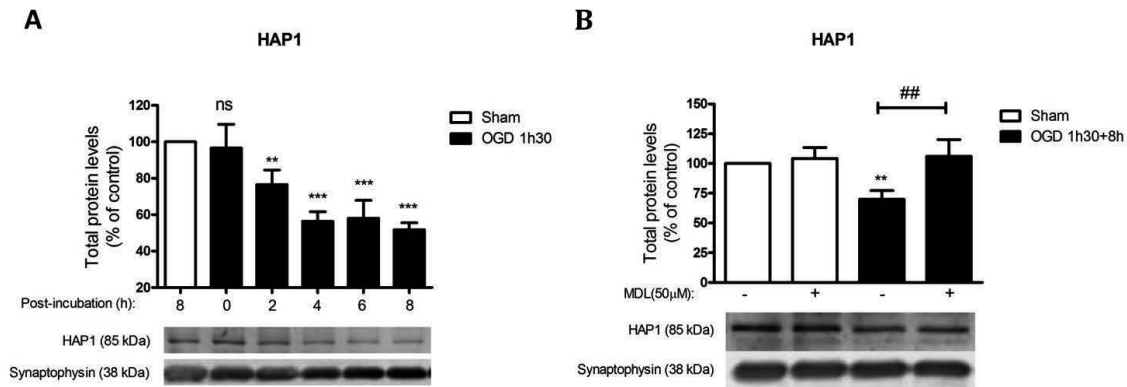 A
HAP1
ns
**
***
***
***
Sham
OGD 1h30
Total protein levels
(% of control)
120
100
80
60
40
20
Post-incubation (h): 8 0 2 4 6 8
HAP1 (85 kDa)
Synaptophysin (38 kDa)
B
HAP1
##
**
Sham
OGD 1h30+8h
Total protein levels
(% of control)
150
125
100
75
50
25
0
MDL(50µM): - + - +
HAP1 (85 kDa)
Synaptophysin (38 kDa)